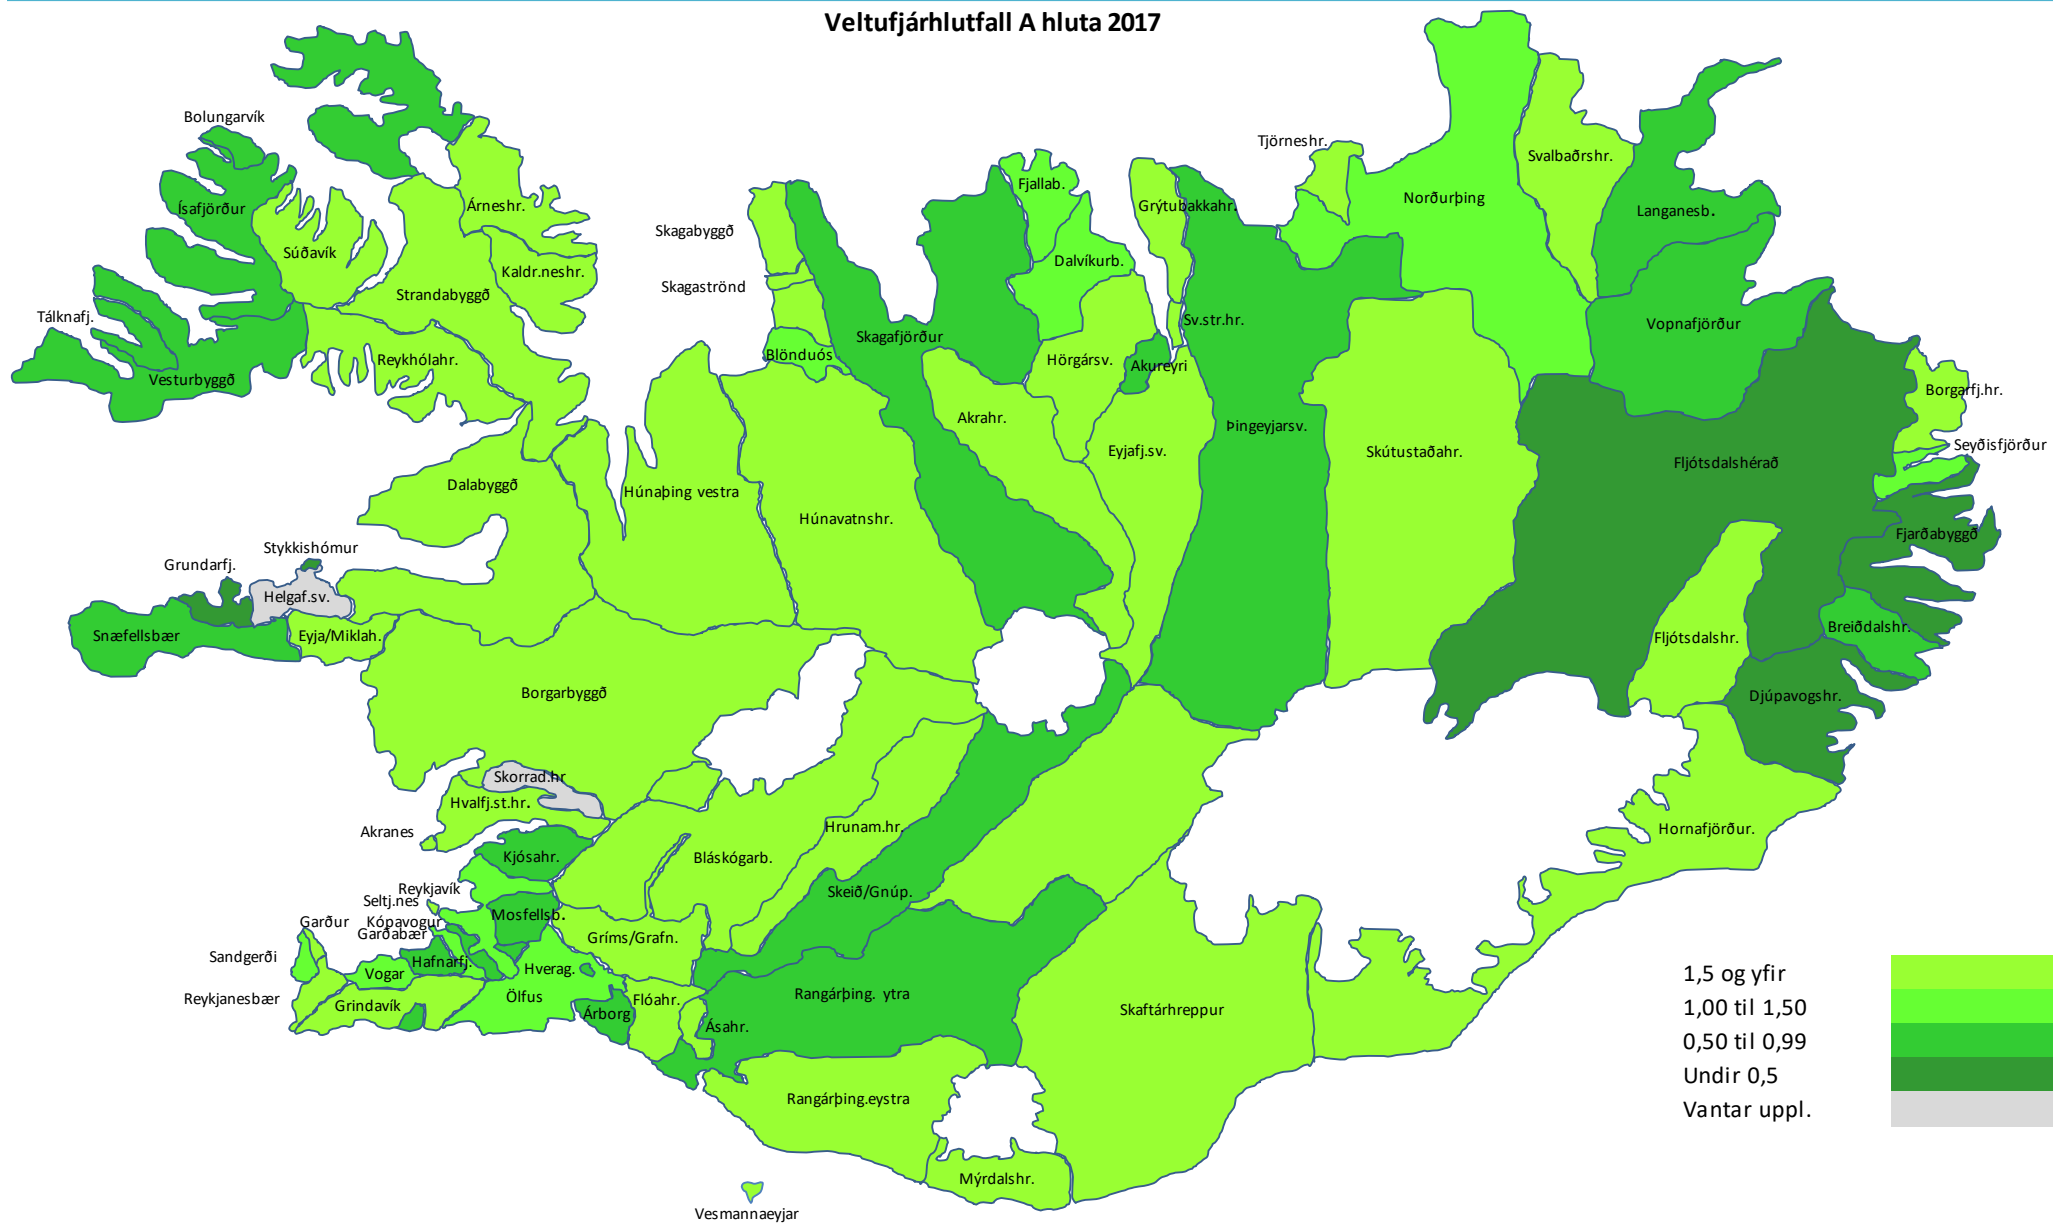 Veltufjárhlutfall A hluta 2017
Bolungarvík
Tjörneshr.
Svalbaðrshr.
Fjallab.
Ísafjörður
Árneshr.
Grýtubakkahr.
Norðurþing
Langanesb.
Skagabyggð
Súðavík
Dalvíkurb.
Kaldr.neshr.
Skagaströnd
Strandabyggð
Tálknafj.
Sv.str.hr.
Vopnafjörður
Skagafjörður
Blönduós
Reykhólahr.
Hörgársv.
Akureyri
Vesturbyggð
Borgarfj.hr.
Akrahr.
Þingeyjarsv.
Seyðisfjörður
Eyjafj.sv.
Skútustaðahr.
Fljótsdalshérað
Dalabyggð
Húnaþing vestra
Húnavatnshr.
Fjarðabyggð
Stykkishómur
Grundarfj.
Helgaf.sv.
Snæfellsbær
Eyja/Miklah.
Fljótsdalshr.
Breiðdalshr.
Borgarbyggð
Djúpavogshr.
Skorrad.hr
Hvalfj.st.hr.
Akranes
Hrunam.hr.
Hornafjörður.
Kjósahr.
Bláskógarb.
Reykjavík
Skeið/Gnúp.
Seltj.nes
Mosfellsb.
Garður
Kópavogur
Garðabær
Gríms/Grafn.
Sandgerði
Hafnarfj.
Vogar
Hverag.
1,5 og yfir
Reykjanesbær
Grindavík
Ölfus
Flóahr.
Rangárþing. ytra
1,00 til 1,50
Árborg
Ásahr.
Skaftárhreppur
0,50 til 0,99
Undir 0,5
Rangárþing.eystra
Vantar uppl.
Mýrdalshr.
Vesmannaeyjar